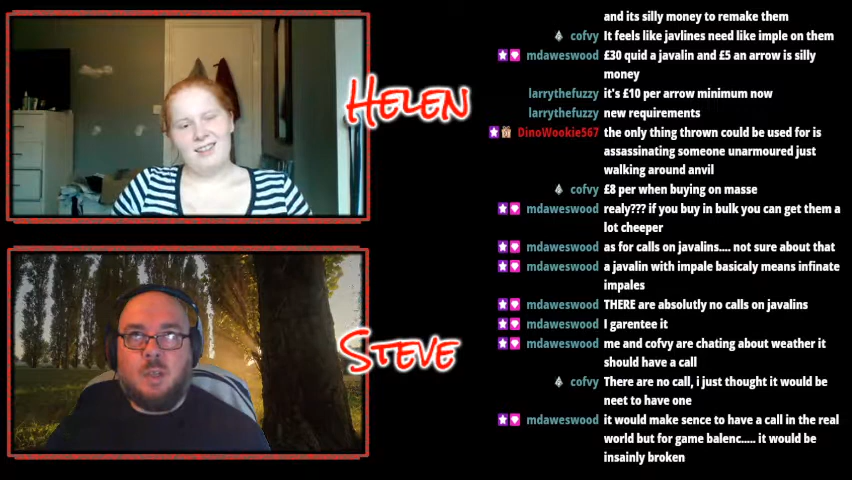 Helen
Steve
and its silly money to remake them
cofvy It feels like javlines need like imple on them
mdaweswood £30 quid a javalin and £5 an arrow is silly
money
larrythefuzzy it's £10 per arrow minimum now
larrythefuzzy new requirements
DinoWookie567 the only thing thrown could be used for is
assassinating someone unarmoured just
walking around anvil
cofvy £8 per when buying on masse
mdaweswood realy??? if you buy in bulk you can get them a
lot cheeper
mdaweswood as for calls on javalins.... not sure about that
mdaweswood a javalin with impale basicaly means infinate
impales
mdaweswood THERE are absolutly no calls on javalins
mdaweswood I garentee it
mdaweswood me and cofvy are chating about weather it
should have a call
cofvy There are no call, i just thought it would be
neet to have one
mdaweswood it would make sence to have a call in the real
world but for game balenc..... it would be
insainly broken